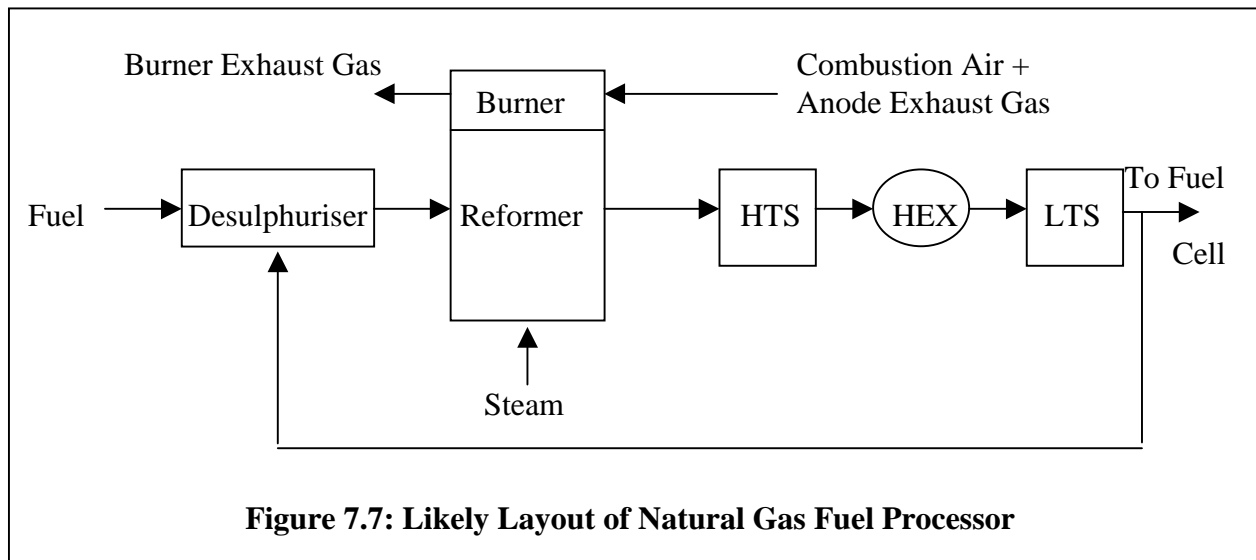 Burner Exhaust Gas
Combustion Air +
Anode Exhaust Gas
Burner
Fuel
Desulphuriser
Reformer
HTS
HEX
LTS
To Fuel
Cell
Steam
Figure 7.7: Likely Layout of Natural Gas Fuel Processor